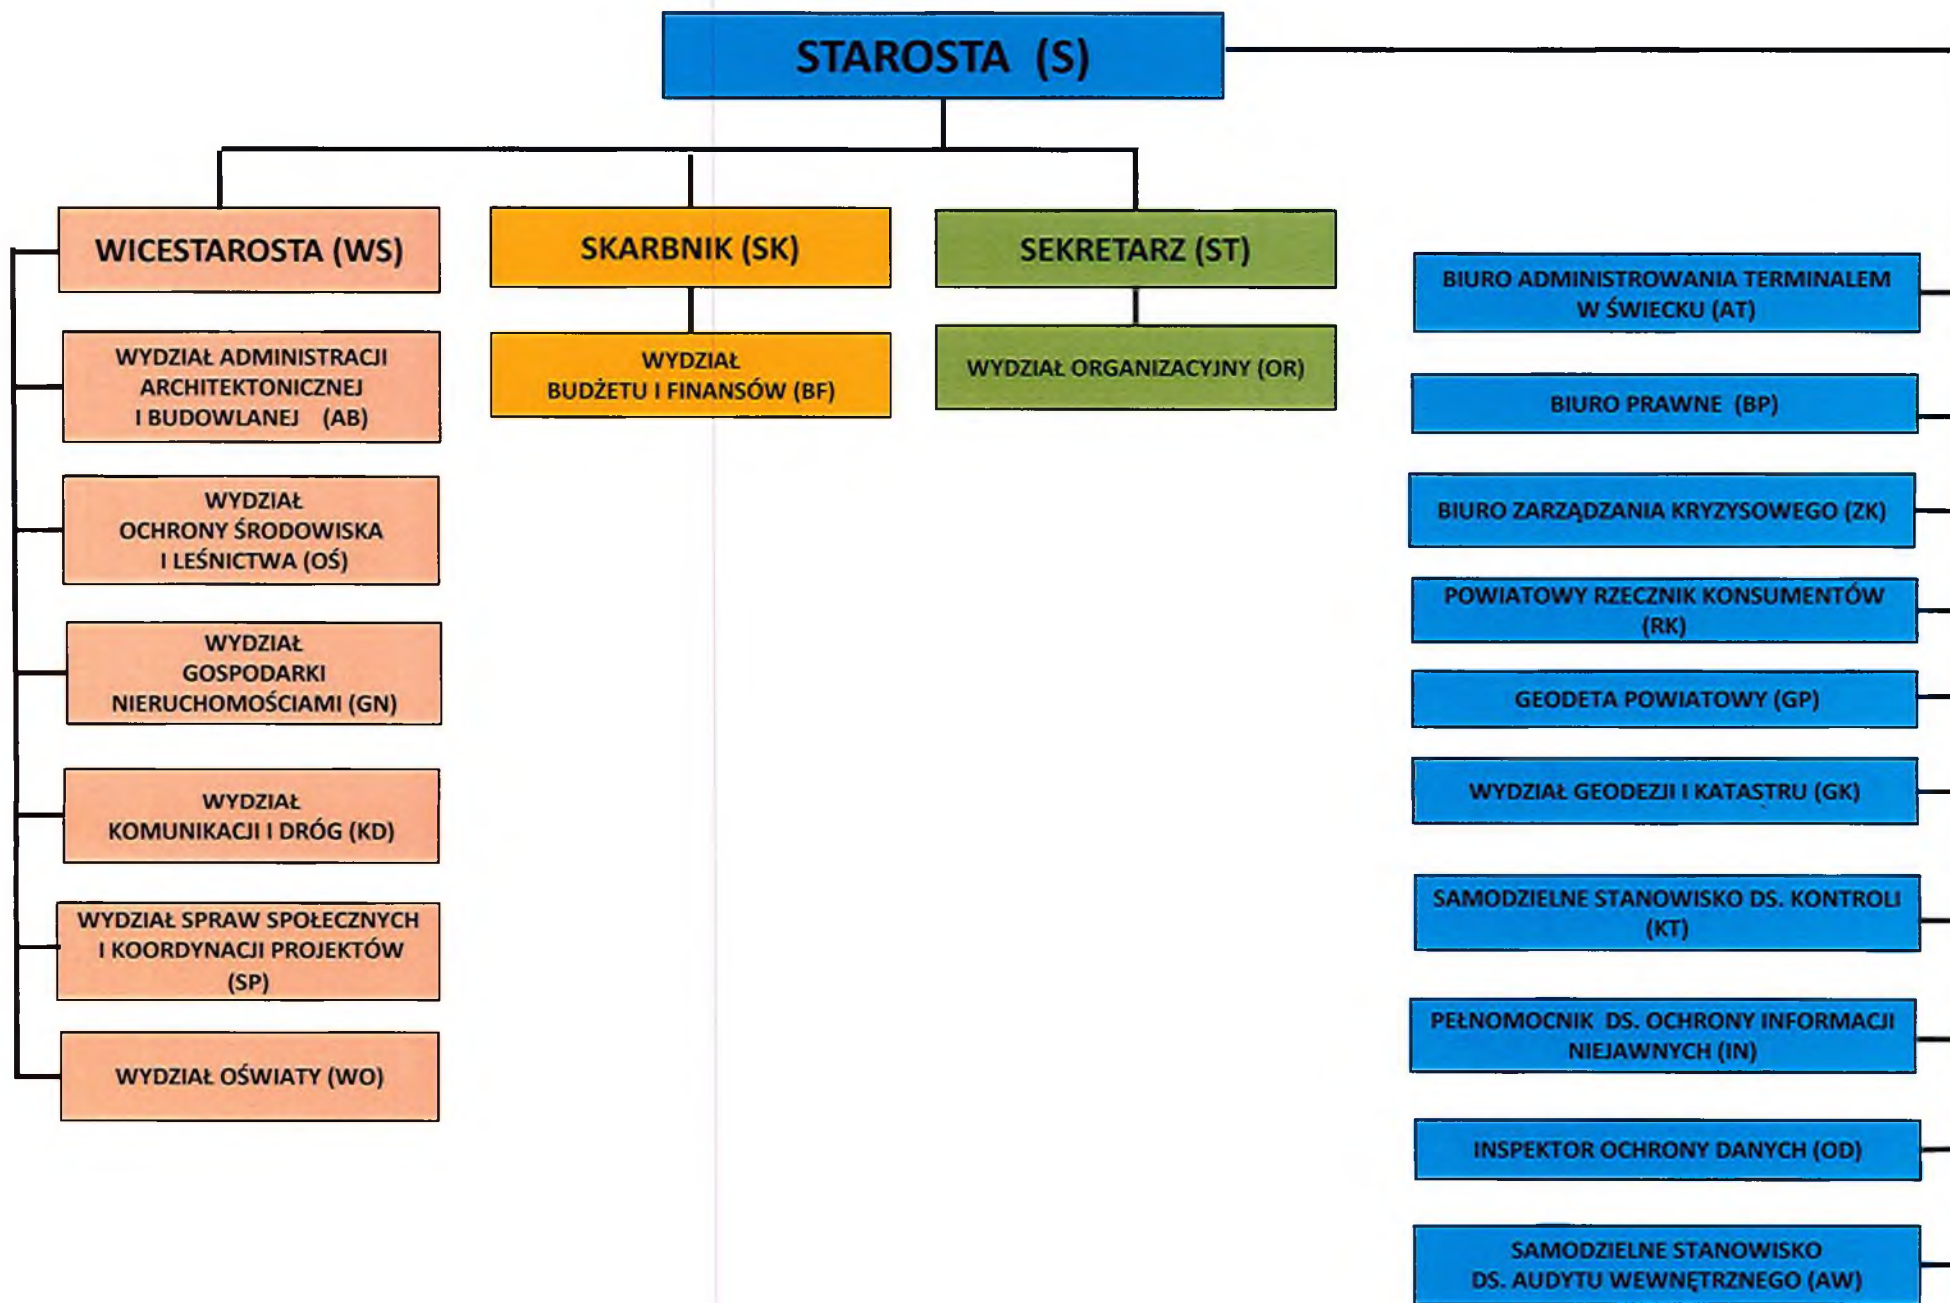 STAROSTA (S)
WICESTAROSTA (WS)
WYDZIAŁ ADMINISTRACJI
ARCHITEKTONICZNEJ
I BUDOWLANEJ (AB)
WYDZIAŁ
OCHRONY ŚRODOWISKA
I LEŚNICTWA (OŚ)
WYDZIAŁ
GOSPODARKI
NIERUCHOMOŚCIAMI (GN)
WYDZIAŁ
KOMUNIKACJI I DRÓG (KD)
WYDZIAŁ SPRAW SPOŁECZNYCH
I KOORDYNACJI PROJEKTÓW
(SP)
WYDZIAŁ OŚWIATY (WO)
SKARBNIK (SK)
WYDZIAŁ
BUDŻETU I FINANSÓW (BF)
SEKRETARZ (ST)
WYDZIAŁ ORGANIZACYJNY (OR)
BIURO ADMINISTROWANIA TERMINALEM
W ŚWIECKU (AT)
BIURO PRAWNE (BP)
BIURO ZARZĄDZANIA KRYZYSOWEGO (ZK)
POWIATOWY RZECZNIK KONSUMENTÓW
(RK)
GEODETA POWIATOWY (GP)
WYDZIAŁ GEODEZJI I KATASTRU (GK)
SAMODZIELNE STANOWISKO DS. KONTROLI
(KT)
PEŁNOMOCNIK DS. OCHRONY INFORMACJI
NIEJAWNYCH (IN)
INSPEKTOR OCHRONY DANYCH (OD)
SAMODZIELNE STANOWISKO
DS. AUDYTU WEWNĘTRZNEGO (AW)